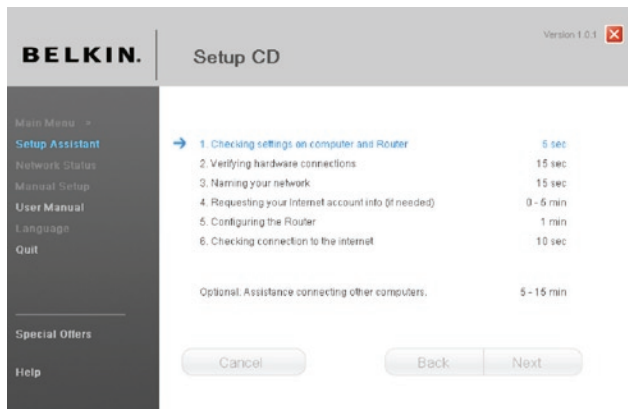 Version 1.0.1
BELKIN.
Setup CD
Main Menu >
Setup Assistant
Network Status
Manual Setup
User Manual
Language
Quit
Special Offers
Help
1. Checking settings on computer and Router 5 sec
2. Verifying hardware connections 15 sec
3. Naming your network 15 sec
4. Requesting your Internet account info (if needed) 0 - 5 min
5. Configuring the Router 1 min
6. Checking connection to the internet 10 sec
Optional: Assistance connecting other computers. 5 - 15 min
Cancel
Back
Next